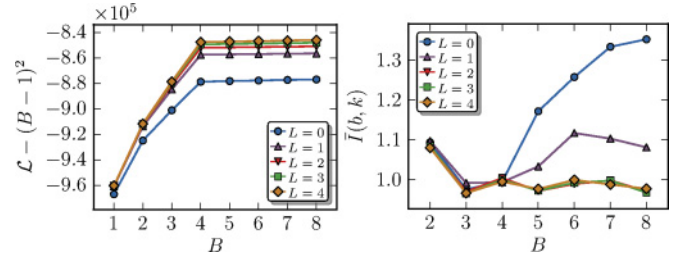 ×10⁵
−8.4
−8.6
−8.8
−9.0
−9.2
−9.4
−9.6
ℒ − (B − 1)²
L = 0
L = 1
L = 2
L = 3
L = 4
1 2 3 4 5 6 7 8
B
1.3
1.2
1.1
1.0
Ī(b, k)
L = 0
L = 1
L = 2
L = 3
L = 4
2 3 4 5 6 7 8
B